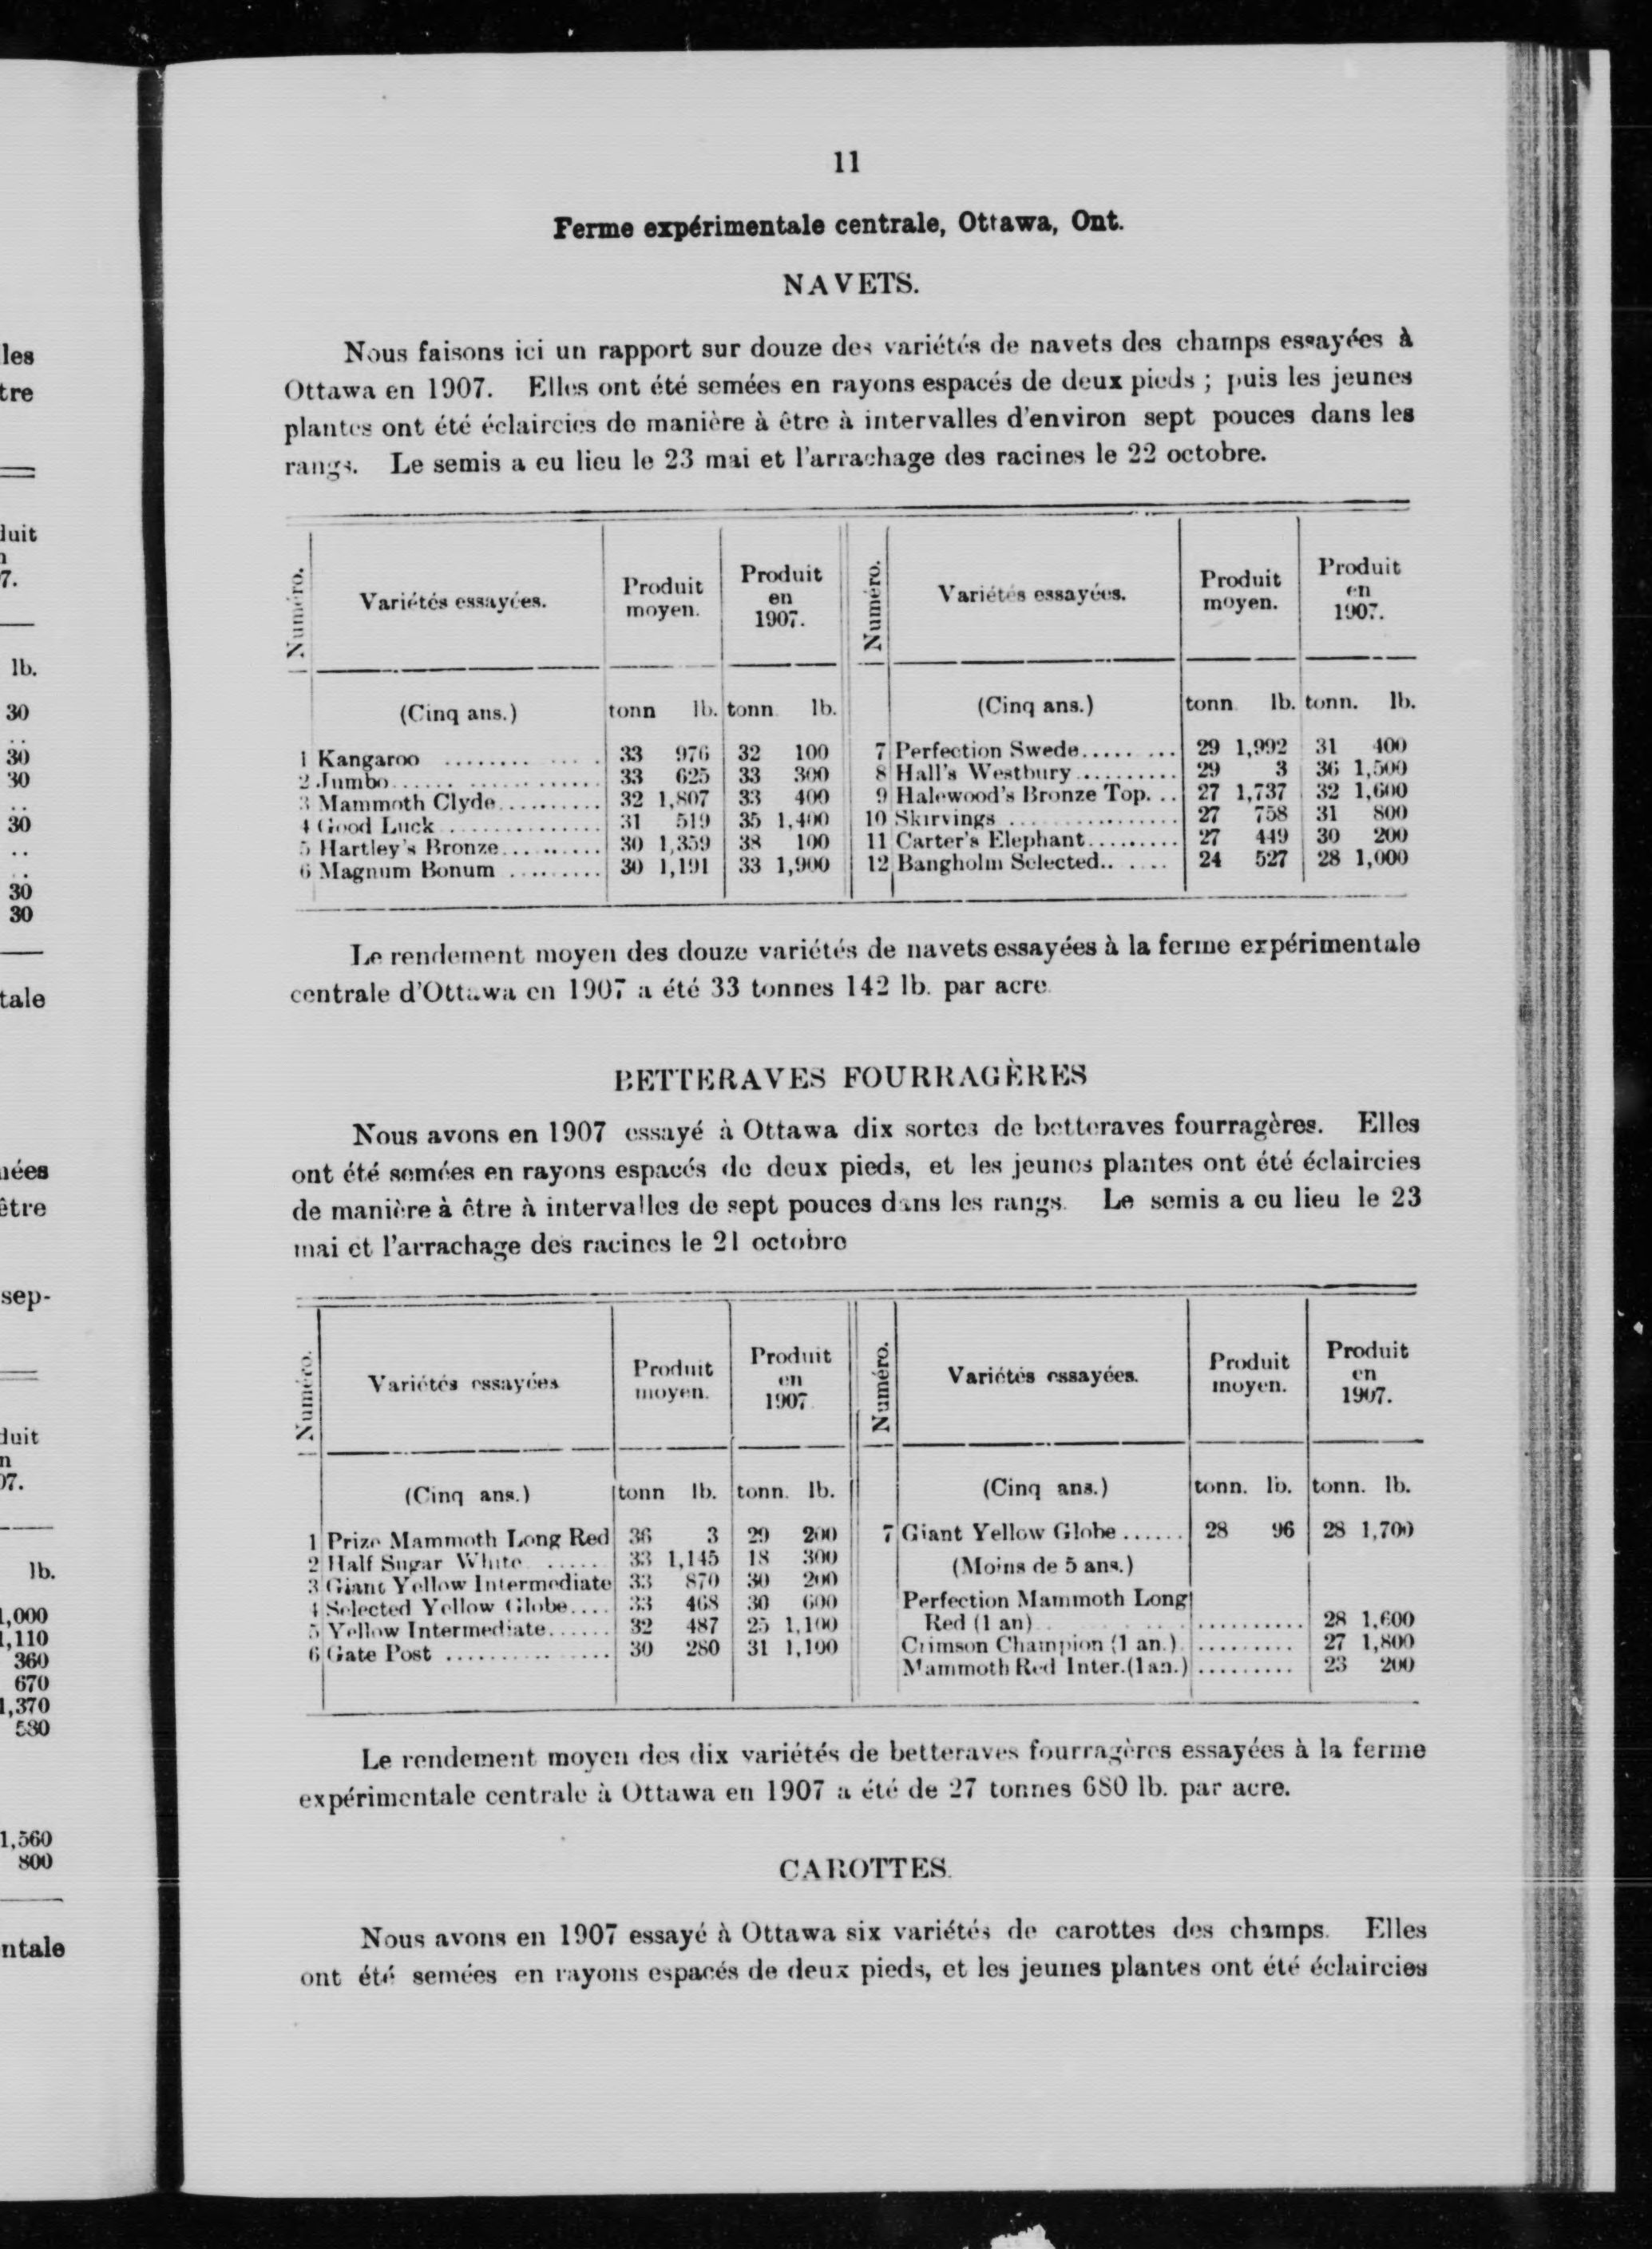 11
Ferme expérimentale centrale, Ottawa, Ont.
NAVETS.
Nous faisons ici un rapport sur douze des variétés de navets des champs essayées à
Ottawa en 1907. Elles ont été semées en rayons espacés de deux pieds ; puis les jeunes
plantes ont été éclaircies de manière à être à intervalles d'environ sept pouces dans les
rangs. Le semis a eu lieu le 23 mai et l'arrachage des racines le 22 octobre.
Numéro. Variétés essayées. Produit moyen. Produit en 1907. Numéro. Variétés essayées. Produit moyen. Produit en 1907.
(Cinq ans.) tonn lb. tonn. lb. (Cinq ans.) tonn. lb. tonn. lb.
1 Kangaroo 33 976 32 100 7 Perfection Swede 29 1,992 31 400
2 Jumbo 33 625 33 300 8 Hall's Westbury 29 3 36 1,500
3 Mammoth Clyde 32 1,807 33 400 9 Halewood's Bronze Top 27 1,737 32 1,600
4 Good Luck 31 519 35 1,400 10 Skirvings 27 758 31 800
5 Hartley's Bronze 30 1,359 38 100 11 Carter's Elephant 27 449 30 200
6 Magnum Bonum 30 1,191 33 1,900 12 Bangholm Selected 24 527 28 1,000
Le rendement moyen des douze variétés de navets essayées à la ferme expérimentale
centrale d'Ottawa en 1907 a été 33 tonnes 142 lb. par acre
BETTERAVES FOURRAGÈRES
Nous avons en 1907 essayé à Ottawa dix sortes de betteraves fourragères. Elles
ont été semées en rayons espacés de deux pieds, et les jeunes plantes ont été éclaircies
de manière à être à intervalles de sept pouces dans les rangs. Le semis a eu lieu le 23
mai et l'arrachage des racines le 21 octobre
Numéro. Variétés essayées Produit moyen. Produit en 1907 Numéro. Variétés essayées. Produit moyen. Produit en 1907.
(Cinq ans.) tonn lb. tonn. lb. (Cinq ans.) tonn. lb. tonn. lb.
1 Prize Mammoth Long Red 36 3 29 200 7 Giant Yellow Globe 28 96 28 1,700
2 Half Sugar White 33 1,145 18 300 (Moins de 5 ans.)
3 Giant Yellow Intermediate 33 870 30 200
4 Selected Yellow Globe 33 468 30 600 Perfection Mammoth Long
5 Yellow Intermediate 32 487 25 1,100 Red (1 an) 28 1,600
6 Gate Post 30 280 31 1,100 Crimson Champion (1 an.) 27 1,800
Mammoth Red Inter.(1 an.) 23 200
Le rendement moyen des dix variétés de betteraves fourragères essayées à la ferme
expérimentale centrale à Ottawa en 1907 a été de 27 tonnes 680 lb. par acre.
CAROTTES.
Nous avons en 1907 essayé à Ottawa six variétés de carottes des champs. Elles
ont été semées en rayons espacés de deux pieds, et les jeunes plantes ont été éclaircies